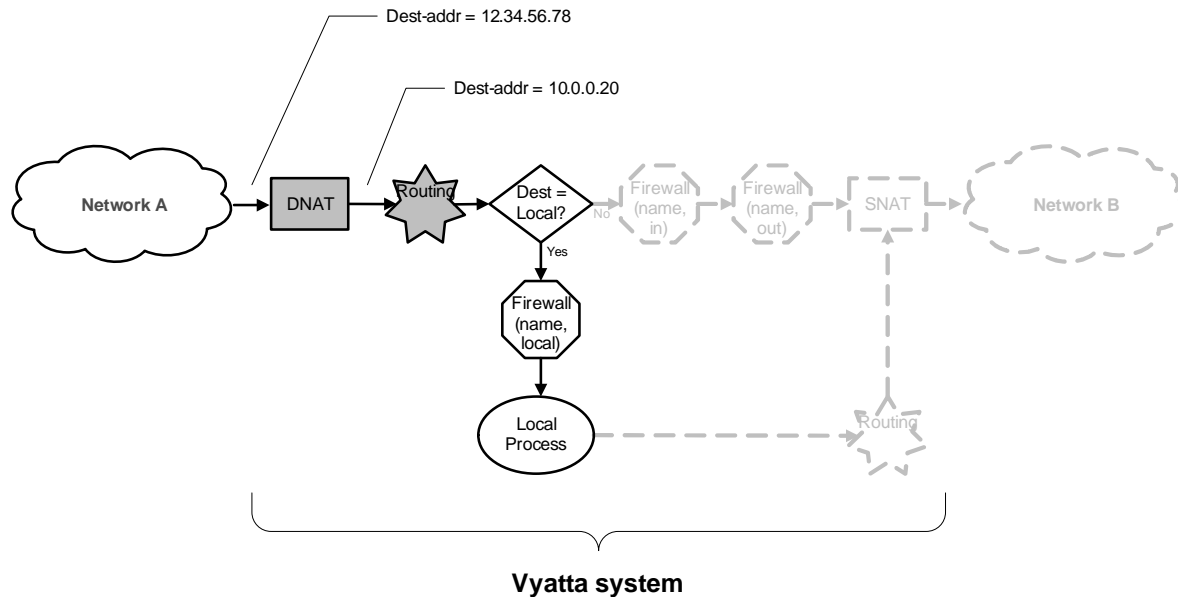 Dest-addr = 12.34.56.78
Dest-addr = 10.0.0.20
Network A
DNAT
Routing
Dest =
Local?
No
Firewall
(name,
in)
Firewall
(name,
out)
SNAT
Network B
Yes
Firewall
(name,
local)
Local
Process
Routing
Vyatta system